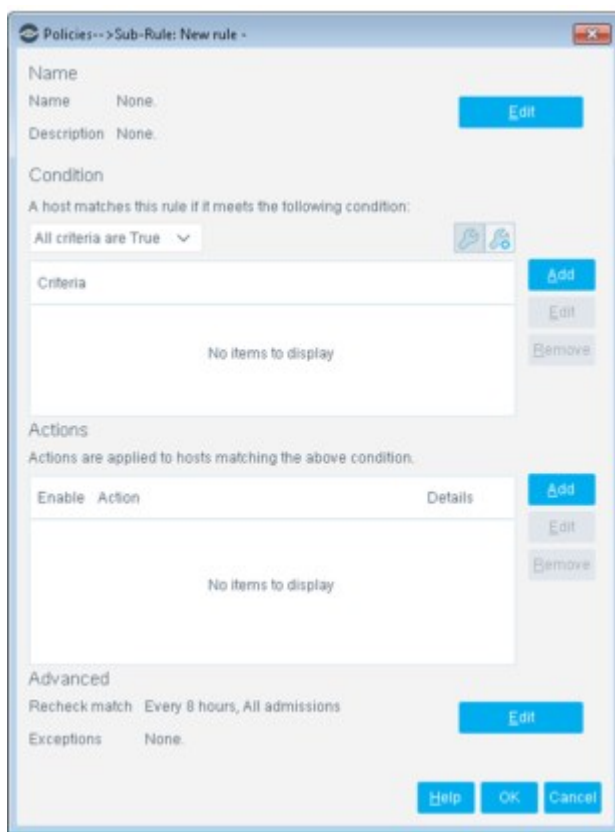 Policies-->Sub-Rule: New rule -
Name
Name None.
Edit
Description None.
Condition
A host matches this rule if it meets the following condition:
All criteria are True
Criteria
Add
Edit
Remove
No items to display
Actions
Actions are applied to hosts matching the above condition.
Enable Action Details
Add
Edit
Remove
No items to display
Advanced
Recheck match Every 8 hours, All admissions
Edit
Exceptions None.
Help OK Cancel